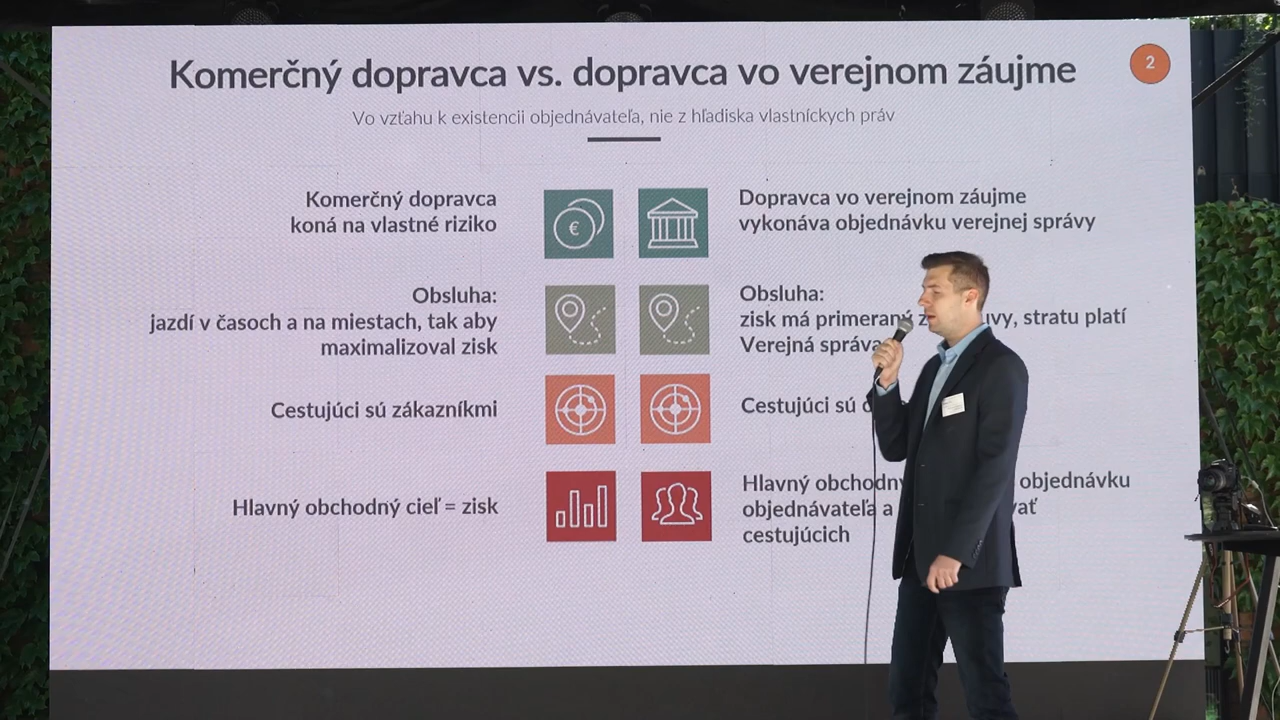 Komerčný dopravca vs. dopravca vo verejnom záujme
2
Vo vzťahu k existencii objednávateľa, nie z hľadiska vlastníckych práv
Komerčný dopravca
koná na vlastné riziko
€
Dopravca vo verejnom záujme
vykonáva objednávku verejnej správy
Obsluha:
jazdí v časoch a na miestach, tak aby
maximalizoval zisk
Obsluha:
zisk má primeraný stratu platí
Verejná správa
Cestujúci sú zákazníkmi
Cestujúci sú
Hlavný obchodný cieľ = zisk
Hlavný objednávku
objednávateľa a
cestujúcich